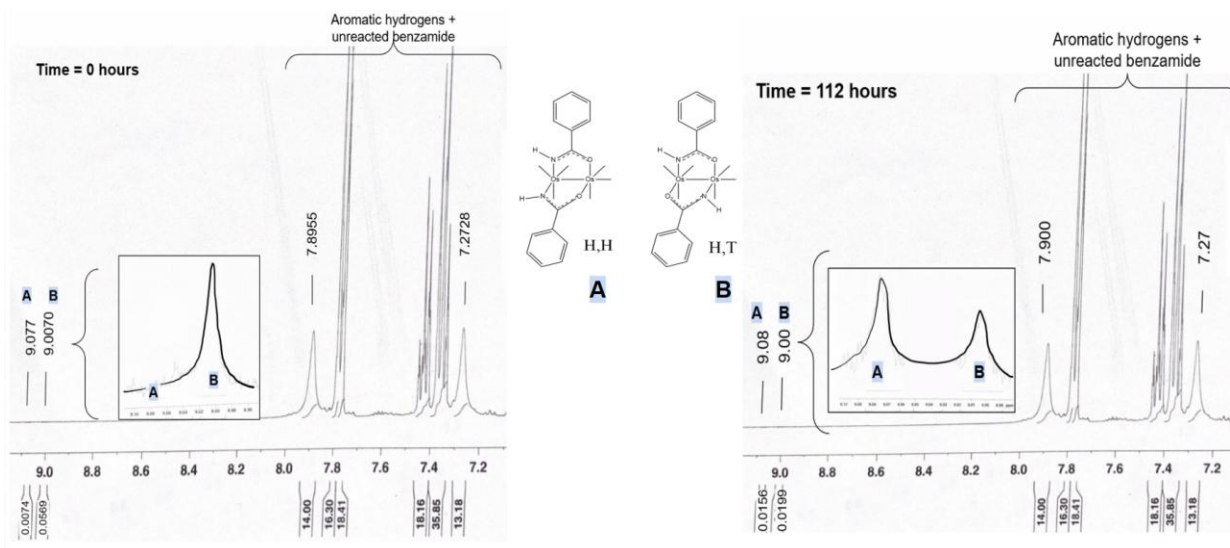 Aromatic hydrogens +
unreacted benzamide
Time = 0 hours
7.8955
7.2728
A B
9.077
9.0070
A
B
9.0 8.8 8.6 8.4 8.2 8.0 7.8 7.6 7.4 7.2
0.0074
0.0569
14.00
16.30
18.41
18.16
35.85
13.18
H
N
O
Os
Os
H
N
O
H,H
A
H
N
O
Os
Os
O
N
H
H,T
B
Aromatic hydrogens +
unreacted benzamide
Time = 112 hours
7.900
7.27
A B
9.08
9.00
A
B
ppm
9.0 8.8 8.6 8.4 8.2 8.0 7.8 7.6 7.4 7.2
0.0156
0.0199
14.00
16.30
18.41
18.16
35.85
13.18